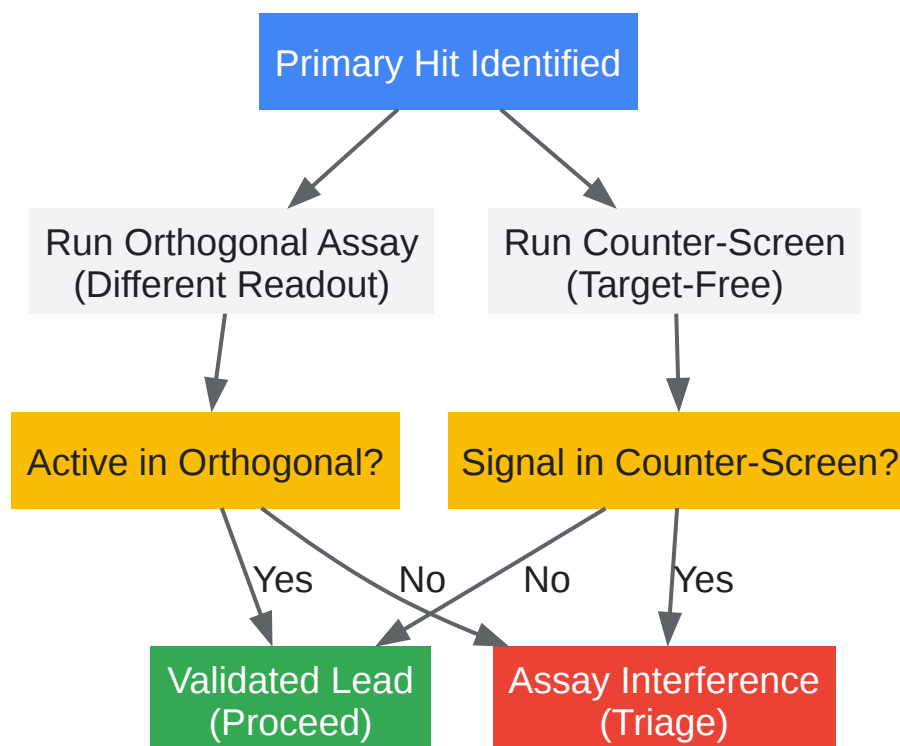 Primary Hit Identified
Run Orthogonal Assay
(Different Readout)
Run Counter-Screen
(Target-Free)
Active in Orthogonal?
Signal in Counter-Screen?
Yes
No
No
Yes
Validated Lead
(Proceed)
Assay Interference
(Triage)